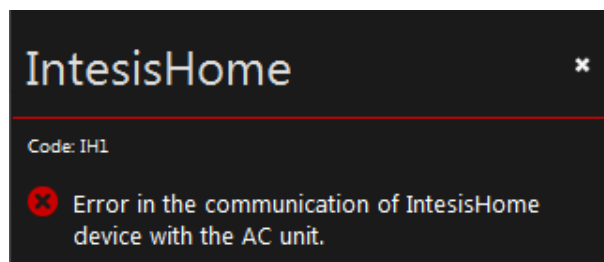 IntesisHome
Code: IH1
Error in the communication of IntesisHome
device with the AC unit.